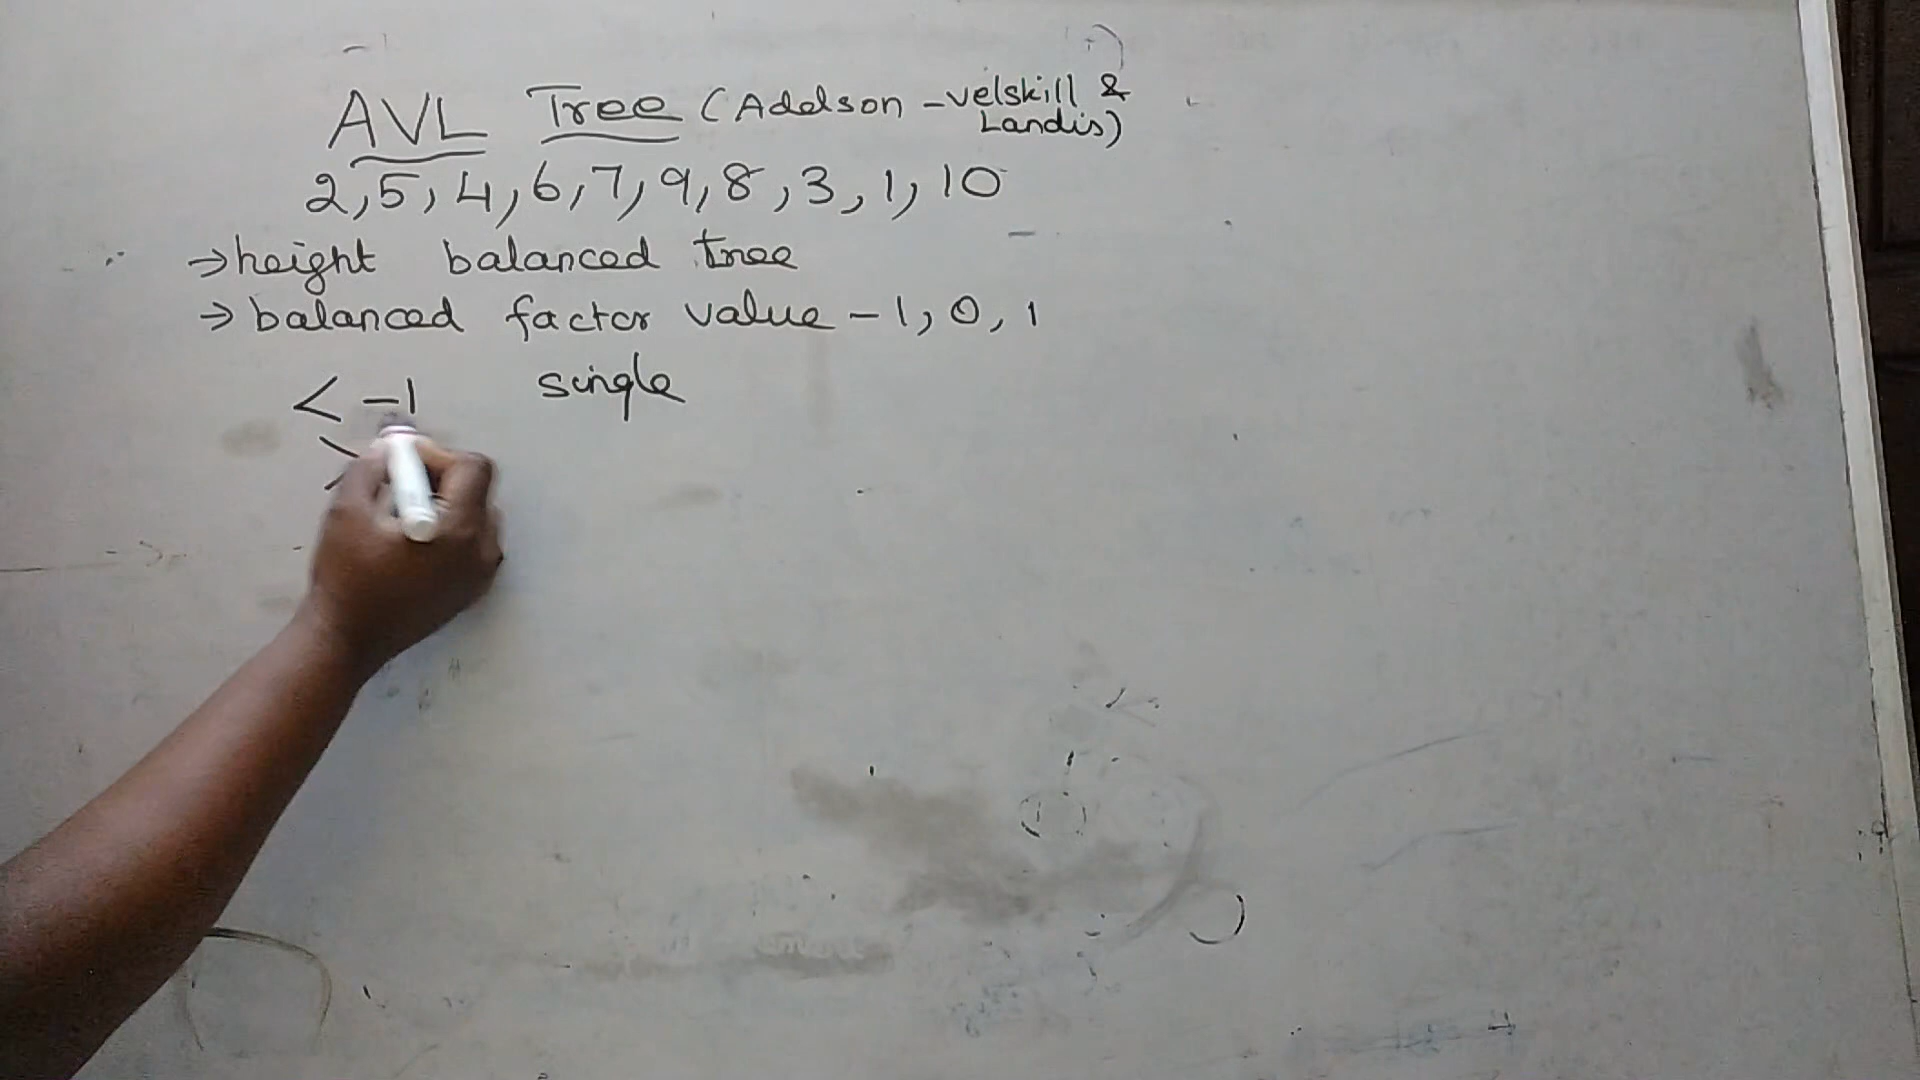 AVL Tree (Adelson - velskill &
Landis)
2, 5, 4, 6, 7, 9, 8, 3, 1, 10
→ height balanced tree
→ balanced factor value -1, 0, 1
< -1 single
>